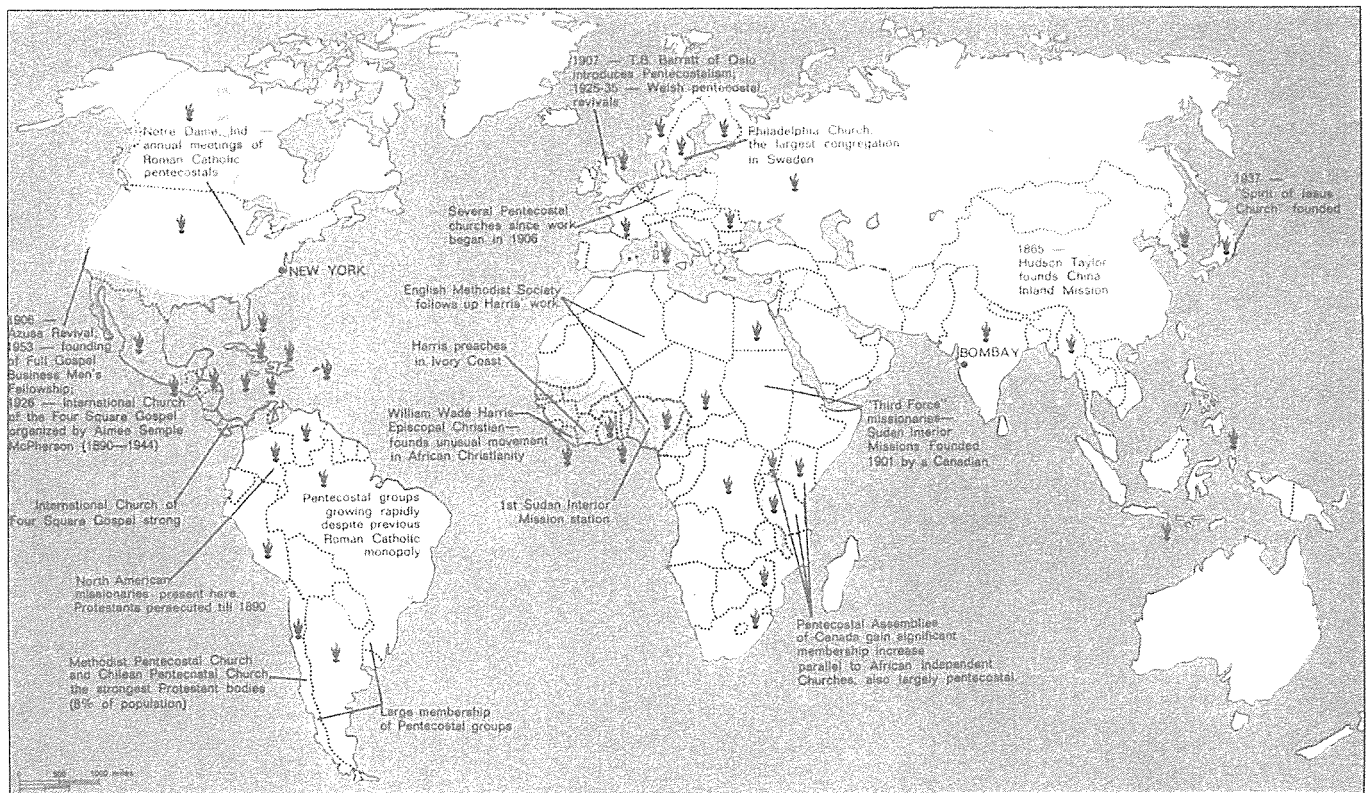 1907 — T.B. Barratt of Oslo
introduces Pentecostalism;
1925-35 — Welsh pentecostal
revivals
Notre Dame, Ind —
annual meetings of
Roman Catholic
pentecostals
Philadelphia Church,
the largest congregation
in Sweden
1937 —
"Spirit of Jesus
Church" founded
Several Pentecostal
churches since work
began in 1906
1865 —
Hudson Taylor
founds China
Inland Mission
NEW YORK
English Methodist Society
follows up Harris' work
1906 —
Azusa Revival;
1953 — founding
of Full Gospel
Business Men's
Fellowship;
1926 — International Church
of the Four Square Gospel
organized by Aimee Semple
McPherson (1890—1944)
Harris preaches
in Ivory Coast
BOMBAY
William Wade Harris—
Episcopal Christian—
founds unusual movement
in African Christianity
"Third Force"
missionaries—
Sudan Interior
Missions Founded
1901 by a Canadian
International Church of
Four Square Gospel strong
Pentecostal groups
growing rapidly
despite previous
Roman Catholic
monopoly
1st Sudan Interior
Mission station
North American
missionaries present here.
Protestants persecuted till 1890
Pentecostal Assemblies
of Canada gain significant
membership increase
parallel to African Independent
Churches, also largely pentecostal.
Methodist Pentecostal Church
and Chilean Pentecostal Church,
the strongest Protestant bodies
(8% of population)
Large membership
of Pentecostal groups
0 500 1000 miles